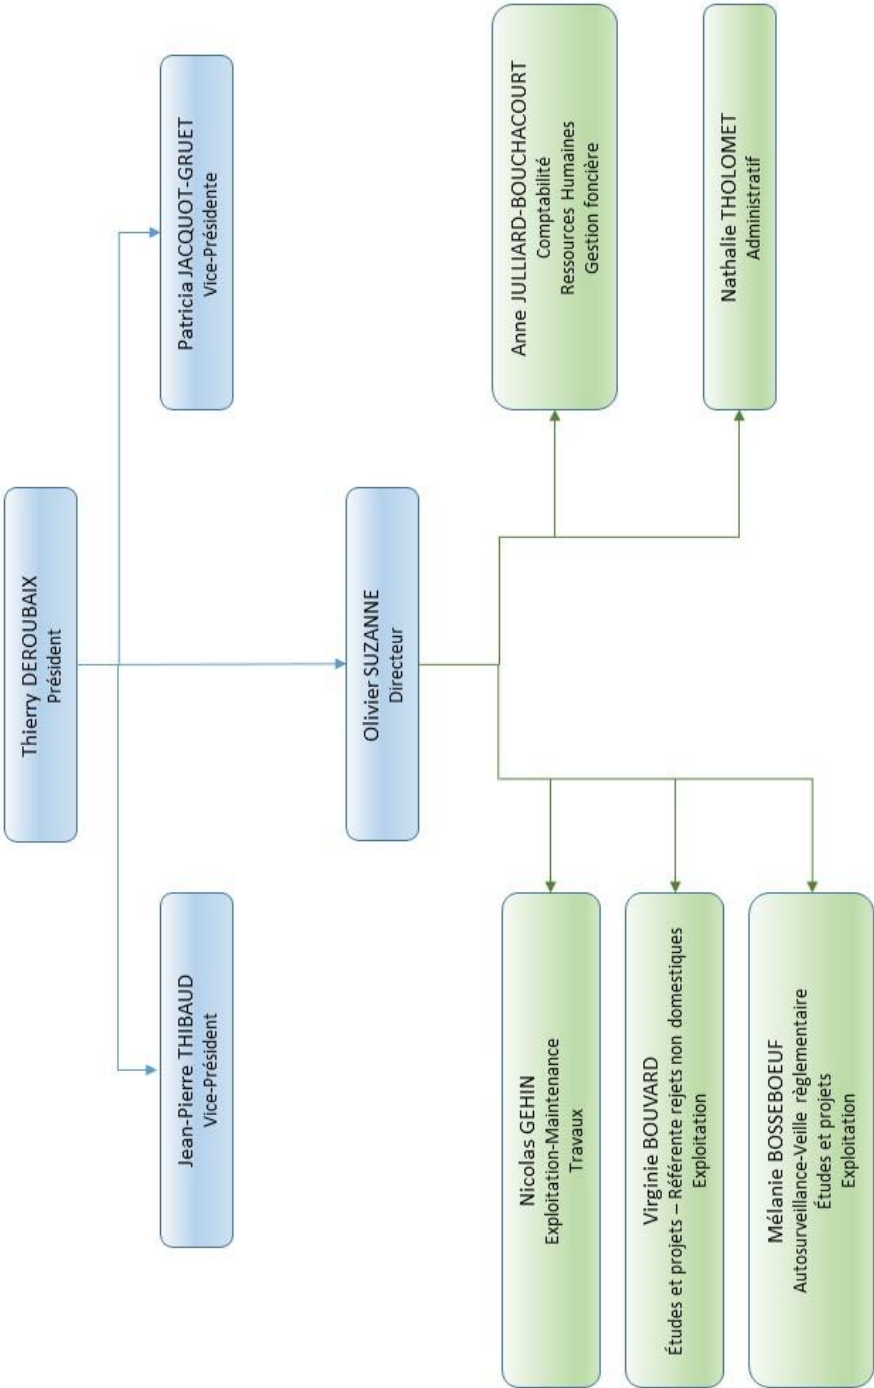 Thierry DEROUBAIX
Président
Jean-Pierre THIBAUD
Vice-Président
Patricia JACQUOT-GRUET
Vice-Présidente
Olivier SUZANNE
Directeur
Nicolas GEHIN
Exploitation-Maintenance
Travaux
Virginie BOUVARD
Études et projets – Référente rejets non domestiques
Exploitation
Mélanie BOSSEBOEUF
Autosurveillance-Veille règlementaire
Études et projets
Exploitation
Anne JULLIARD-BOUCHACOURT
Comptabilité
Ressources Humaines
Gestion foncière
Nathalie THOLOMET
Administratif